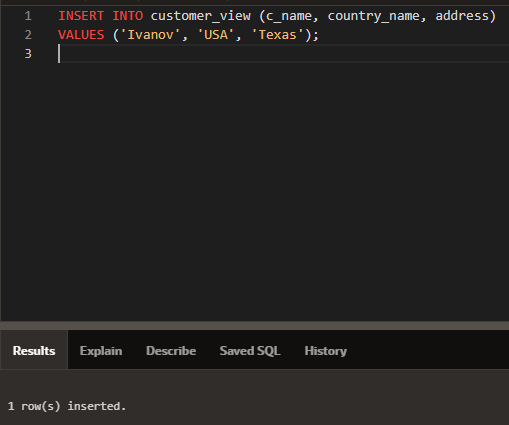 1 INSERT INTO customer_view (c_name, country_name, address)
2 VALUES ('Ivanov', 'USA', 'Texas');
3
Results Explain Describe Saved SQL History
1 row(s) inserted.